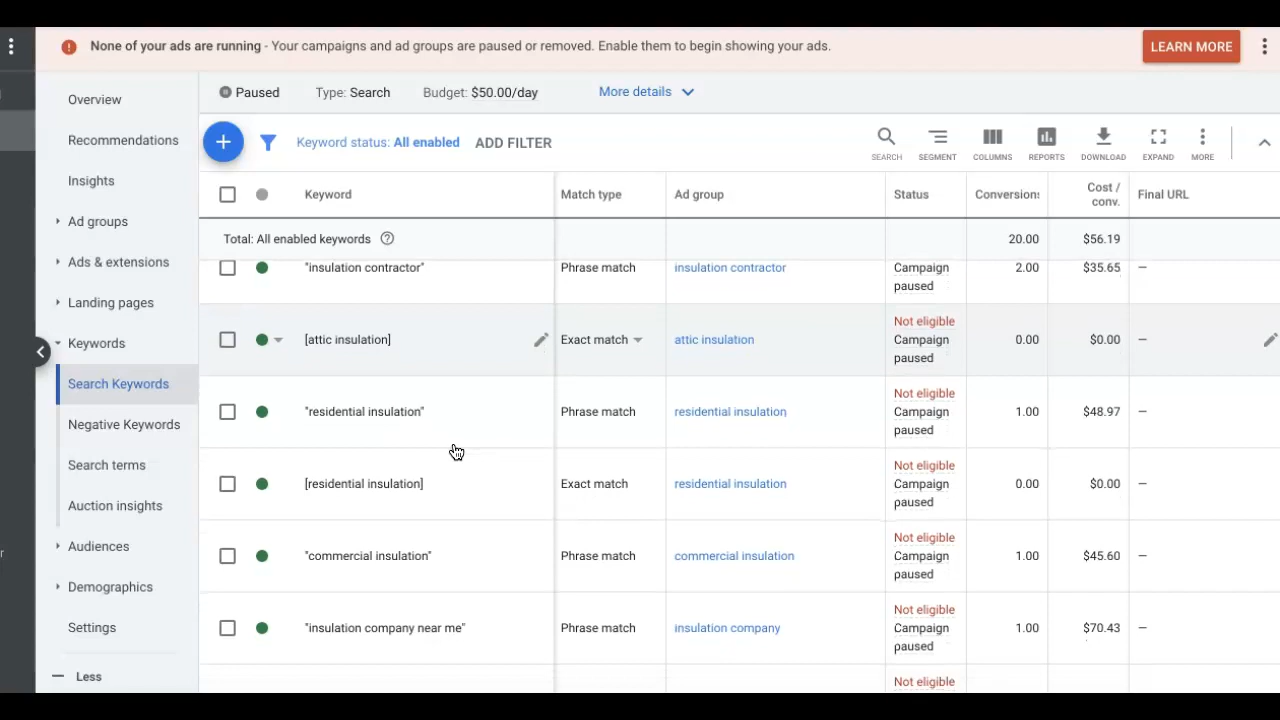 None of your ads are running - Your campaigns and ad groups are paused or removed. Enable them to begin showing your ads.
LEARN MORE
Overview
Recommendations
Insights
Ad groups
Ads & extensions
Landing pages
Keywords
Search Keywords
Negative Keywords
Search terms
Auction insights
Audiences
Demographics
Settings
Less
Paused Type: Search Budget: $50.00/day More details
Keyword status: All enabled ADD FILTER
SEARCH SEGMENT COLUMNS REPORTS DOWNLOAD EXPAND MORE
Keyword Match type Ad group Status Conversions Cost / conv. Final URL
Total: All enabled keywords 20.00 $56.19
"insulation contractor" Phrase match insulation contractor Campaign paused 2.00 $35.65 –
[attic insulation] Exact match attic insulation Not eligible Campaign paused 0.00 $0.00 –
"residential insulation" Phrase match residential insulation Not eligible Campaign paused 1.00 $48.97 –
[residential insulation] Exact match residential insulation Not eligible Campaign paused 0.00 $0.00 –
"commercial insulation" Phrase match commercial insulation Not eligible Campaign paused 1.00 $45.60 –
"insulation company near me" Phrase match insulation company Not eligible Campaign paused 1.00 $70.43 –
Not eligible